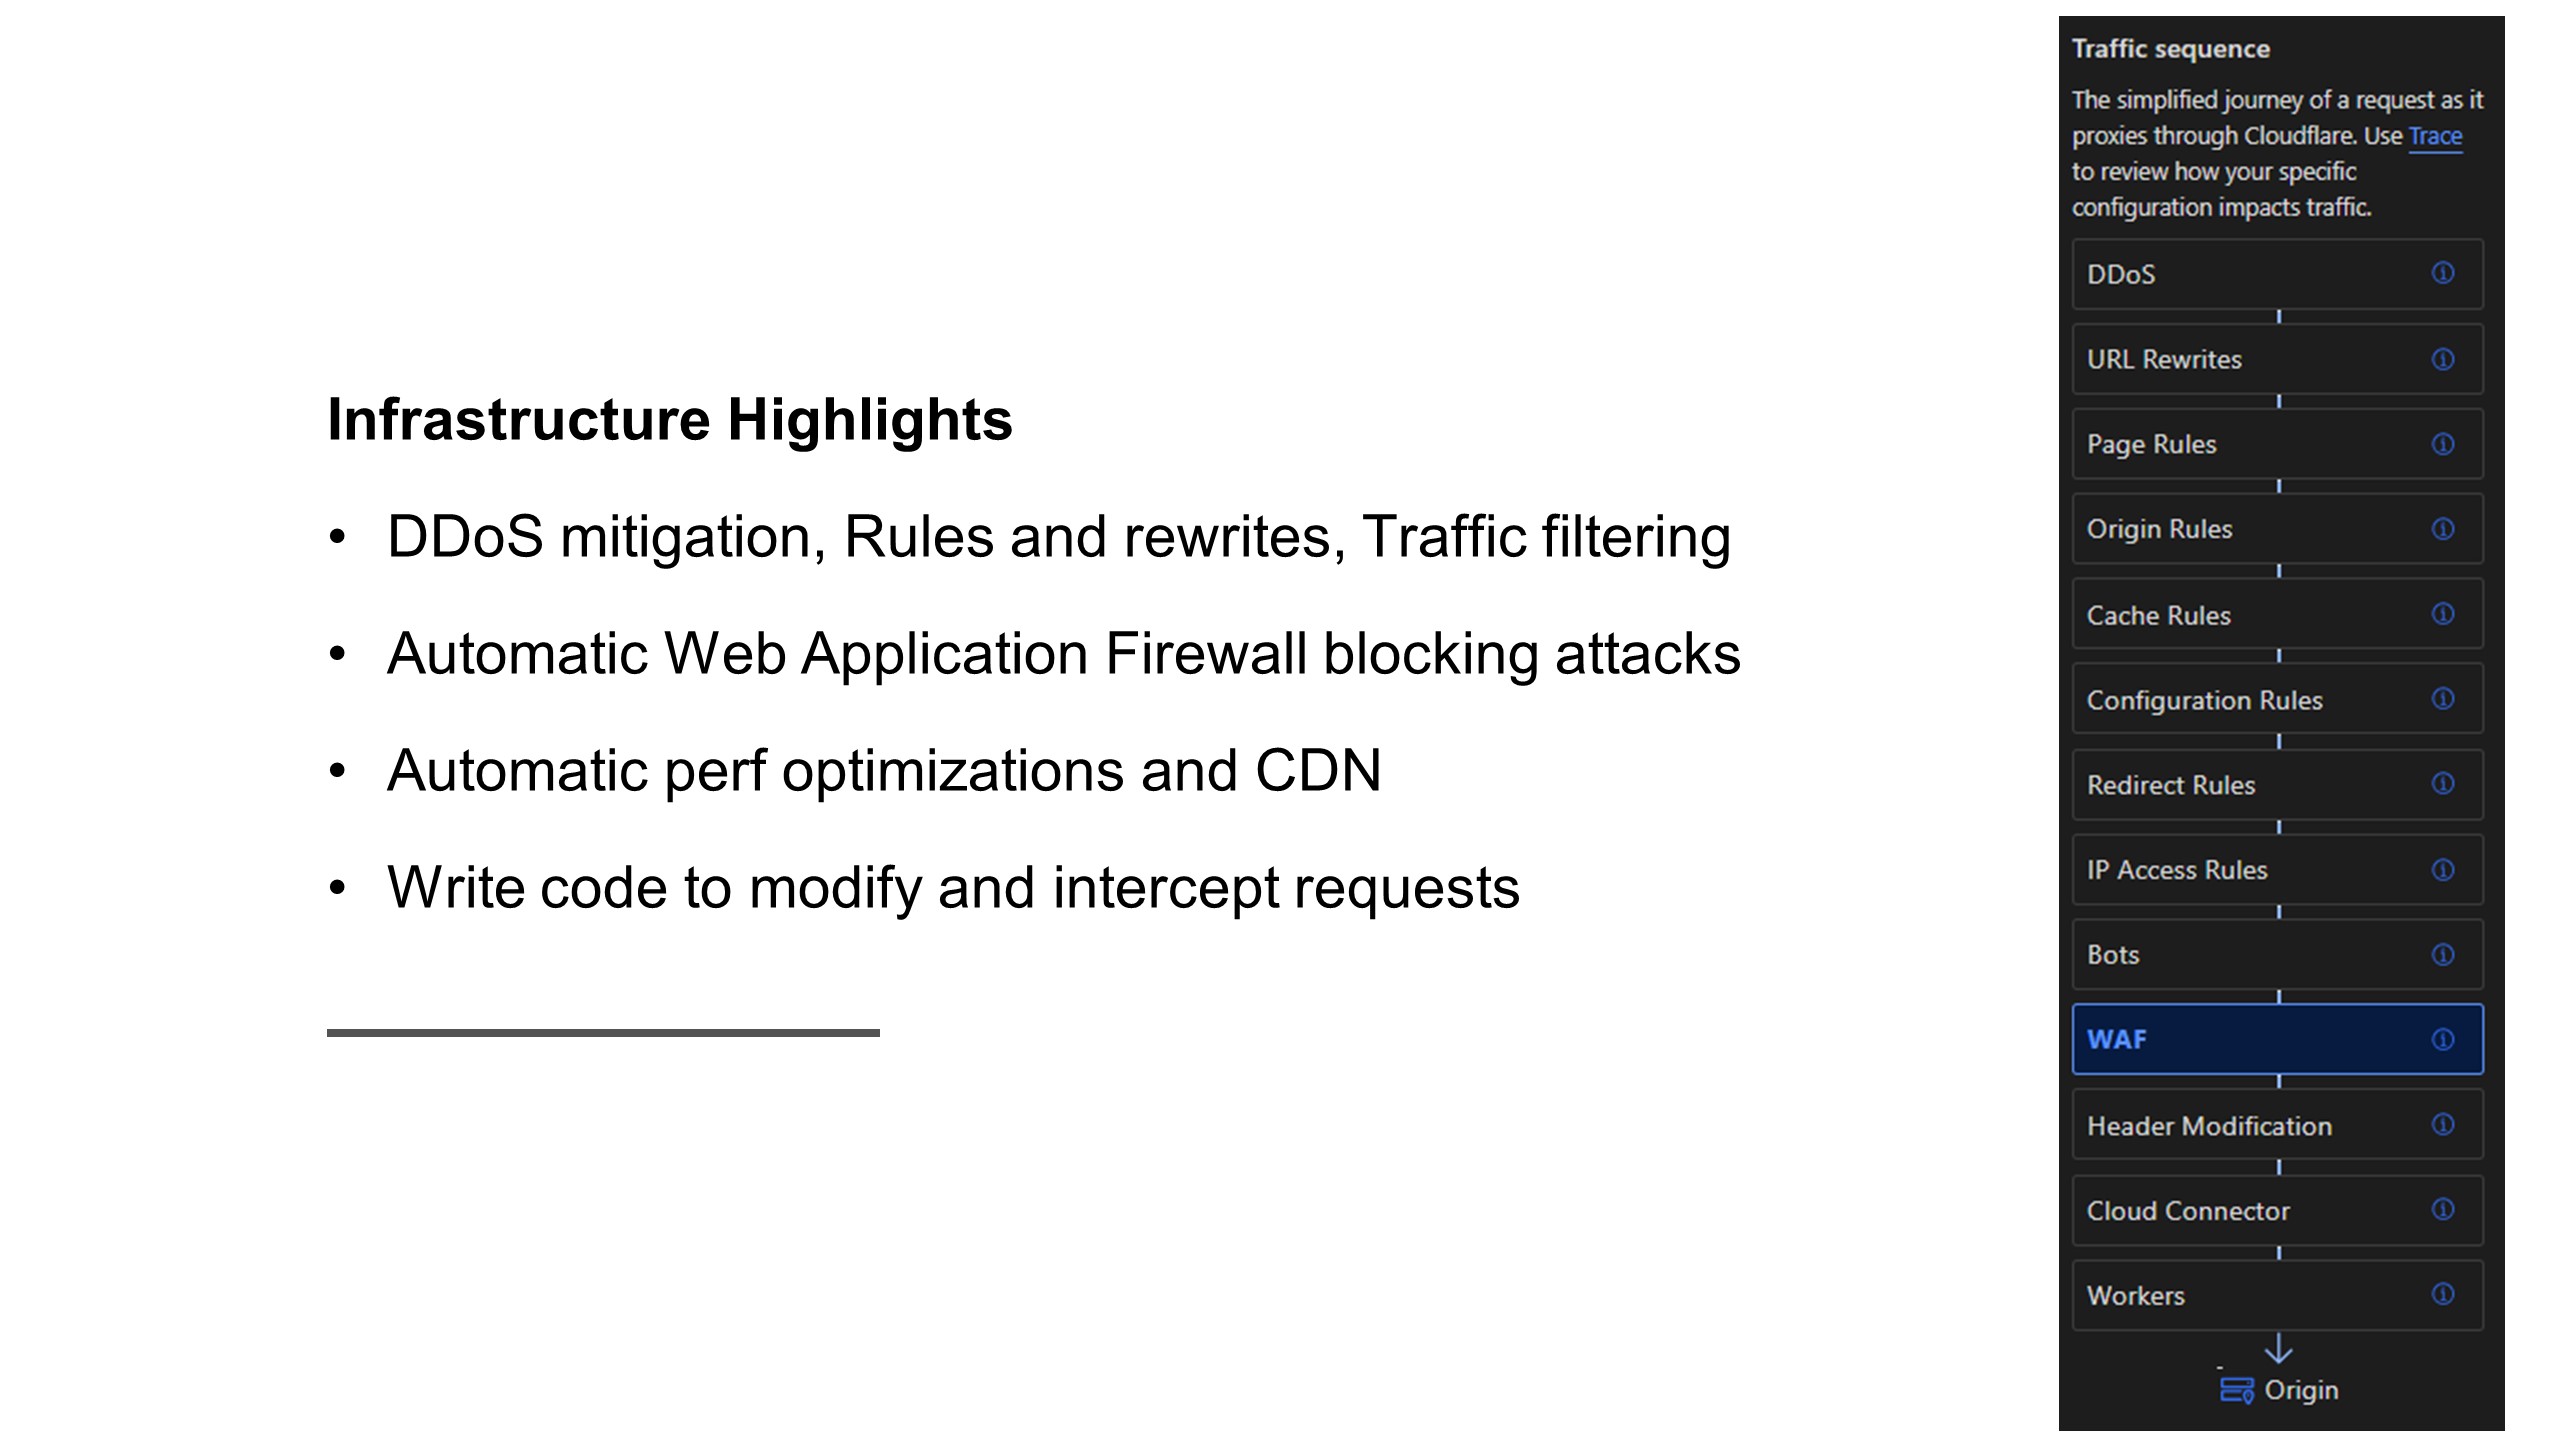 Infrastructure Highlights
• DDoS mitigation, Rules and rewrites, Traffic filtering
• Automatic Web Application Firewall blocking attacks
• Automatic perf optimizations and CDN
• Write code to modify and intercept requests
Traffic sequence
The simplified journey of a request as it
proxies through Cloudflare. Use Trace
to review how your specific
configuration impacts traffic.
DDoS
URL Rewrites
Page Rules
Origin Rules
Cache Rules
Configuration Rules
Redirect Rules
IP Access Rules
Bots
WAF
Header Modification
Cloud Connector
Workers
Origin